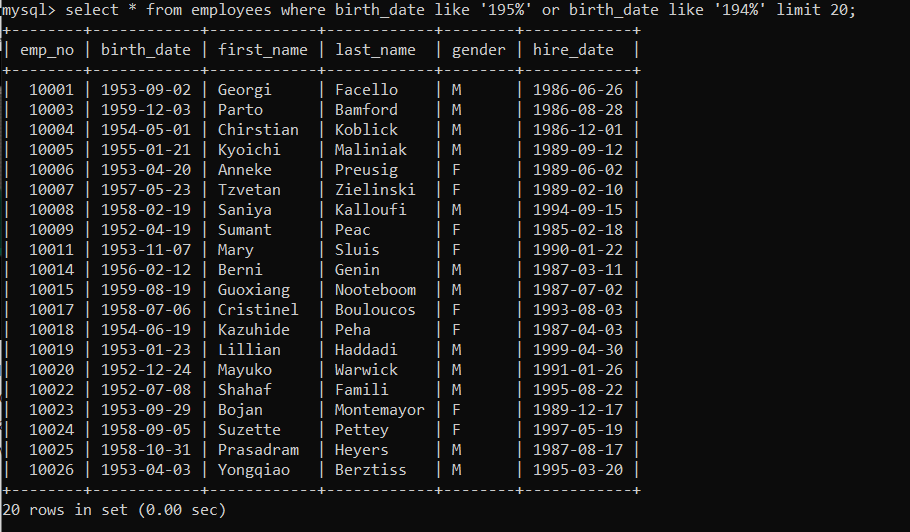 mysql> select * from employees where birth_date like '195%' or birth_date like '194%' limit 20;
+--------+------------+------------+------------+--------+------------+
| emp_no | birth_date | first_name | last_name  | gender | hire_date  |
+--------+------------+------------+------------+--------+------------+
|  10001 | 1953-09-02 | Georgi     | Facello    | M      | 1986-06-26 |
|  10003 | 1959-12-03 | Parto      | Bamford    | M      | 1986-08-28 |
|  10004 | 1954-05-01 | Chirstian  | Koblick    | M      | 1986-12-01 |
|  10005 | 1955-01-21 | Kyoichi    | Maliniak   | M      | 1989-09-12 |
|  10006 | 1953-04-20 | Anneke     | Preusig    | F      | 1989-06-02 |
|  10007 | 1957-05-23 | Tzvetan    | Zielinski  | F      | 1989-02-10 |
|  10008 | 1958-02-19 | Saniya     | Kalloufi   | M      | 1994-09-15 |
|  10009 | 1952-04-19 | Sumant     | Peac       | F      | 1985-02-18 |
|  10011 | 1953-11-07 | Mary       | Sluis      | F      | 1990-01-22 |
|  10014 | 1956-02-12 | Berni      | Genin      | M      | 1987-03-11 |
|  10015 | 1959-08-19 | Guoxiang   | Nooteboom  | M      | 1987-07-02 |
|  10017 | 1958-07-06 | Cristinel  | Bouloucos  | F      | 1993-08-03 |
|  10018 | 1954-06-19 | Kazuhide   | Peha       | F      | 1987-04-03 |
|  10019 | 1953-01-23 | Lillian    | Haddadi    | M      | 1999-04-30 |
|  10020 | 1952-12-24 | Mayuko     | Warwick    | M      | 1991-01-26 |
|  10022 | 1952-07-08 | Shahaf     | Famili     | M      | 1995-08-22 |
|  10023 | 1953-09-29 | Bojan      | Montemayor | F      | 1989-12-17 |
|  10024 | 1958-09-05 | Suzette    | Pettey     | F      | 1997-05-19 |
|  10025 | 1958-10-31 | Prasadram  | Heyers     | M      | 1987-08-17 |
|  10026 | 1953-04-03 | Yongqiao   | Berztiss   | M      | 1995-03-20 |
+--------+------------+------------+------------+--------+------------+
20 rows in set (0.00 sec)